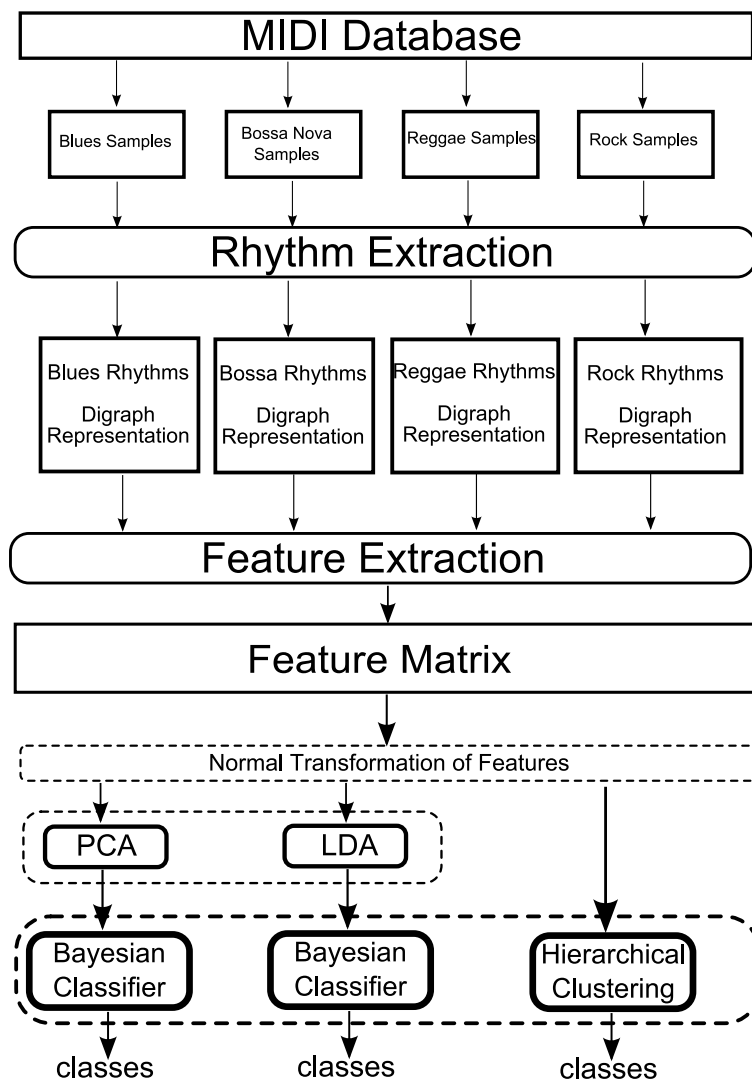 MIDI Database
Blues Samples
Bossa Nova
Samples
Reggae Samples
Rock Samples
Rhythm Extraction
Blues Rhythms
Digraph
Representation
Bossa Rhythms
Digraph
Representation
Reggae Rhythms
Digraph
Representation
Rock Rhythms
Digraph
Representation
Feature Extraction
Feature Matrix
Normal Transformation of Features
PCA
LDA
Bayesian
Classifier
Bayesian
Classifier
Hierarchical
Clustering
classes
classes
classes